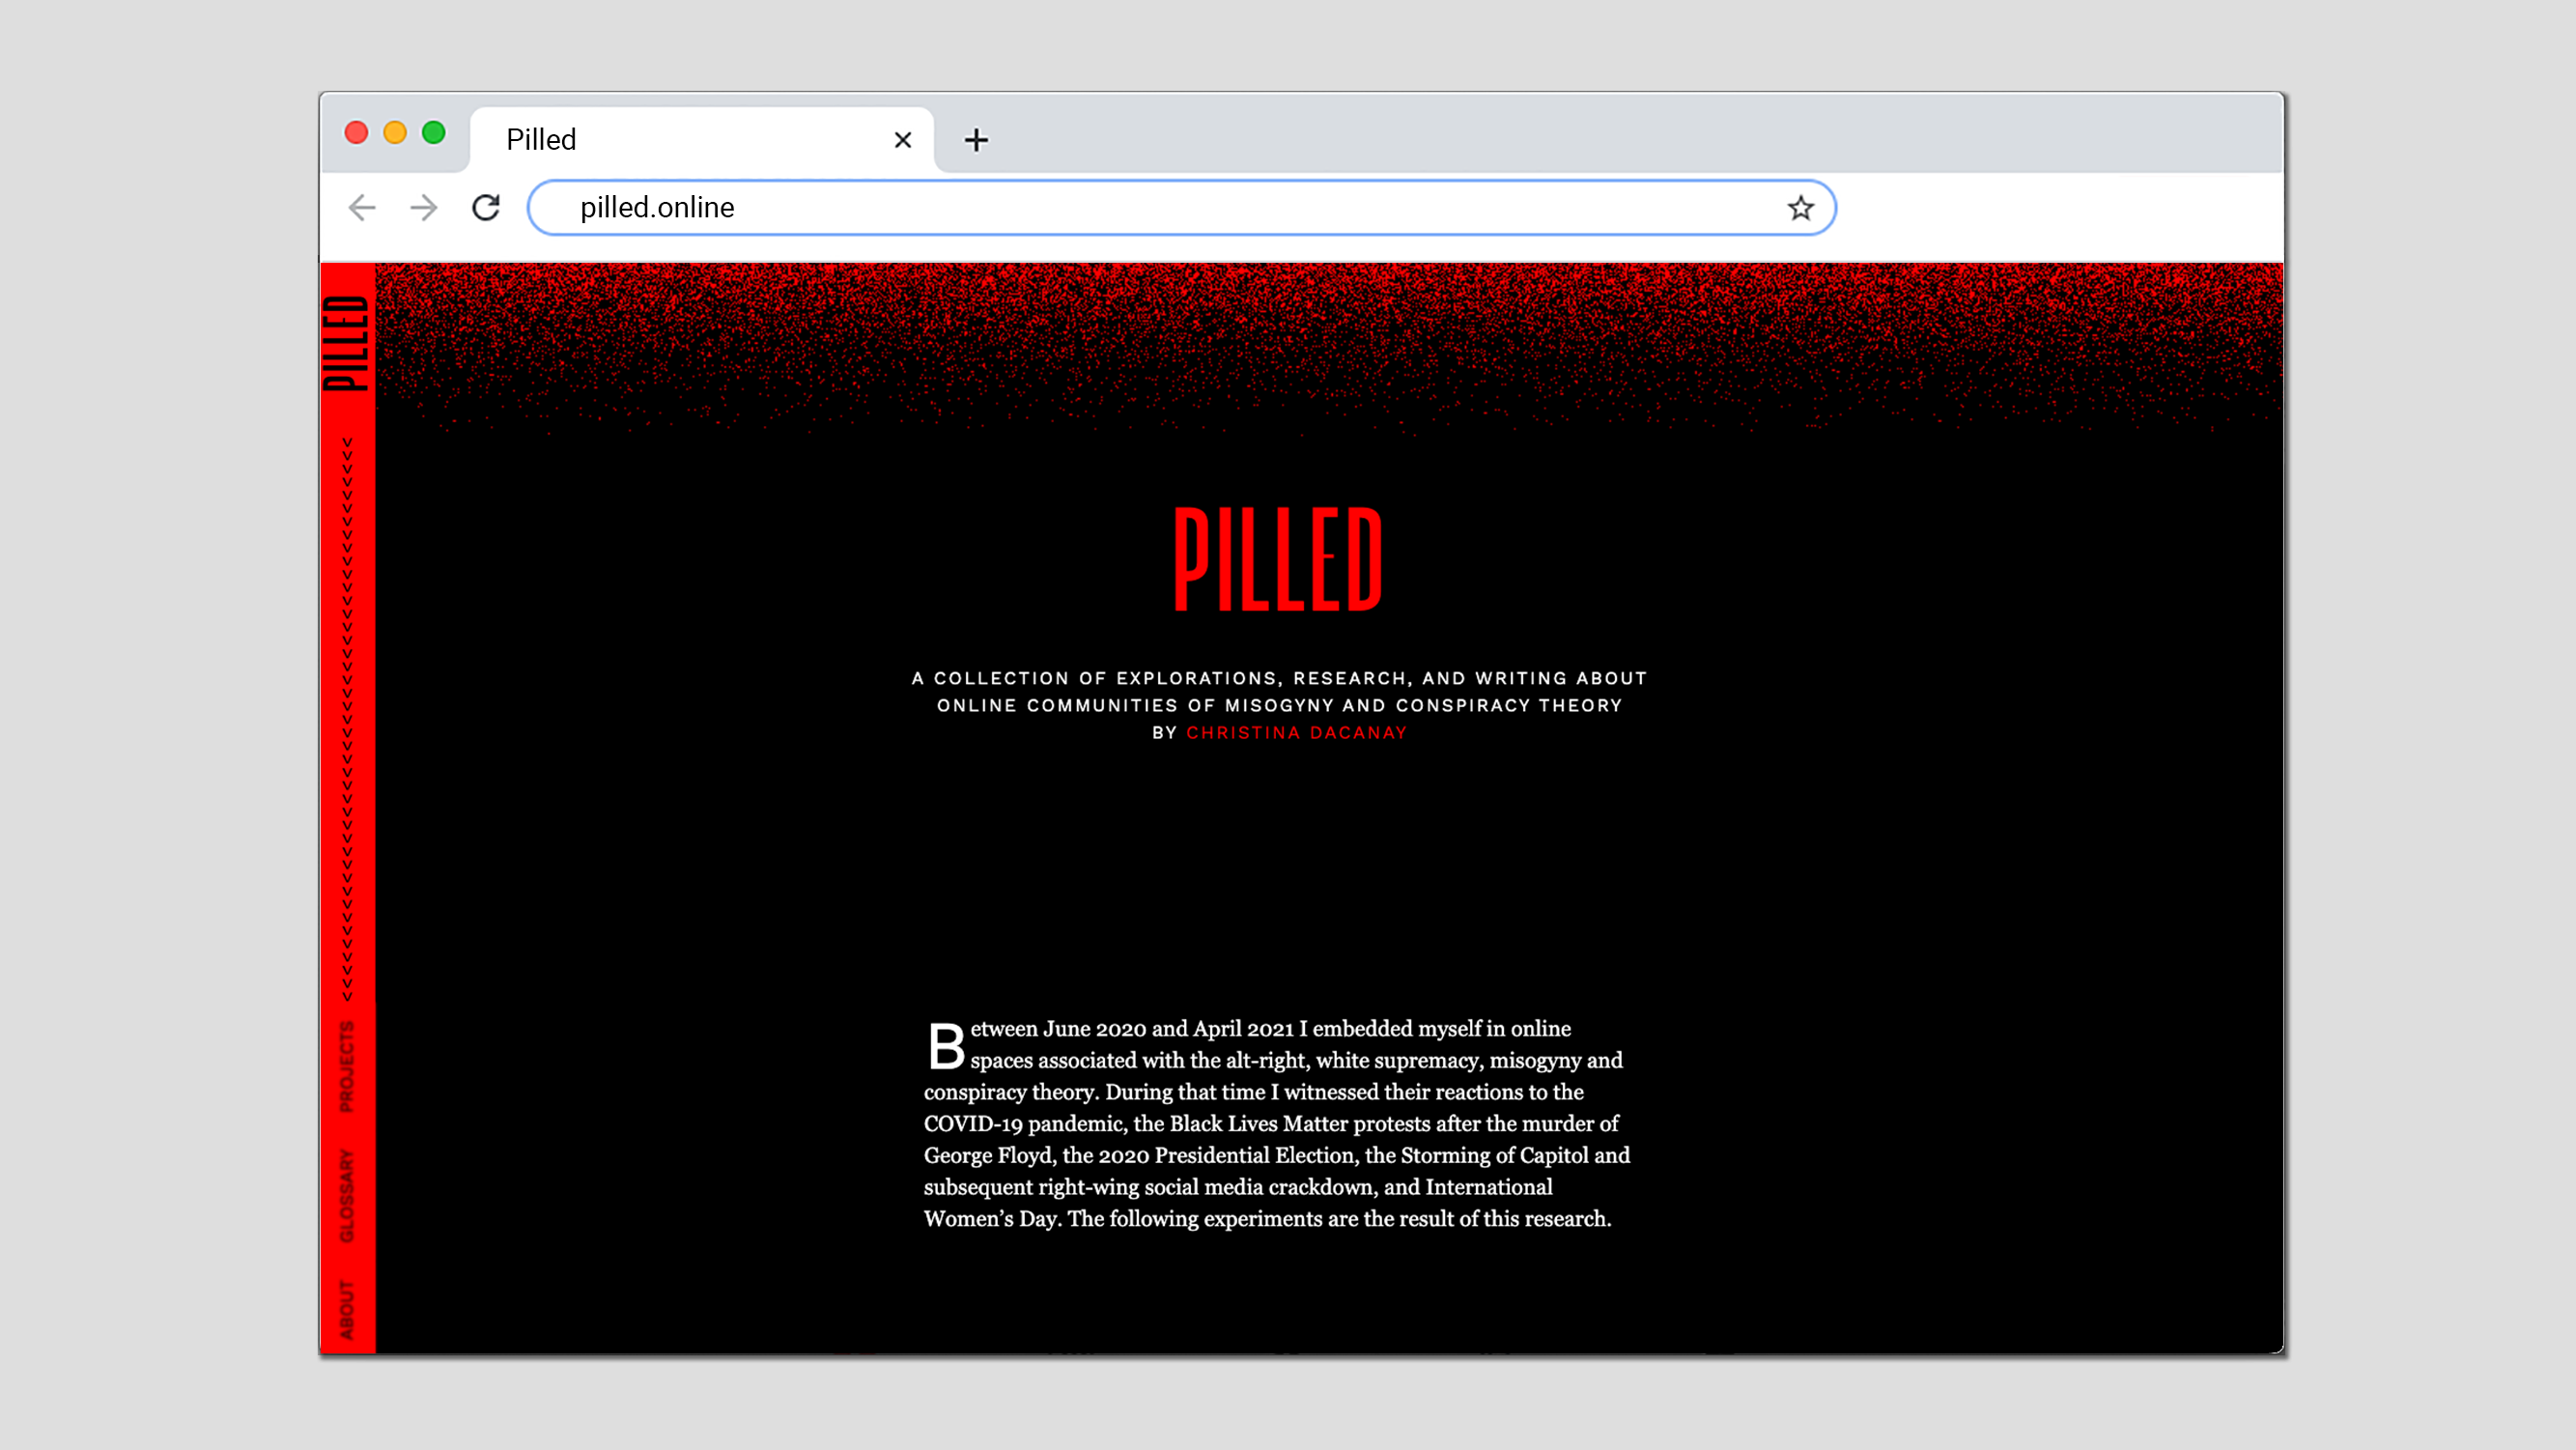 Pilled
pilled.online
PILLED
PILLED
A COLLECTION OF EXPLORATIONS, RESEARCH, AND WRITING ABOUT
ONLINE COMMUNITIES OF MISOGYNY AND CONSPIRACY THEORY
BY CHRISTINA DACANAY
Between June 2020 and April 2021 I embedded myself in online
spaces associated with the alt-right, white supremacy, misogyny and
conspiracy theory. During that time I witnessed their reactions to the
COVID-19 pandemic, the Black Lives Matter protests after the murder of
George Floyd, the 2020 Presidential Election, the Storming of Capitol and
subsequent right-wing social media crackdown, and International
Women’s Day. The following experiments are the result of this research.
PROJECTS
GLOSSARY
ABOUT